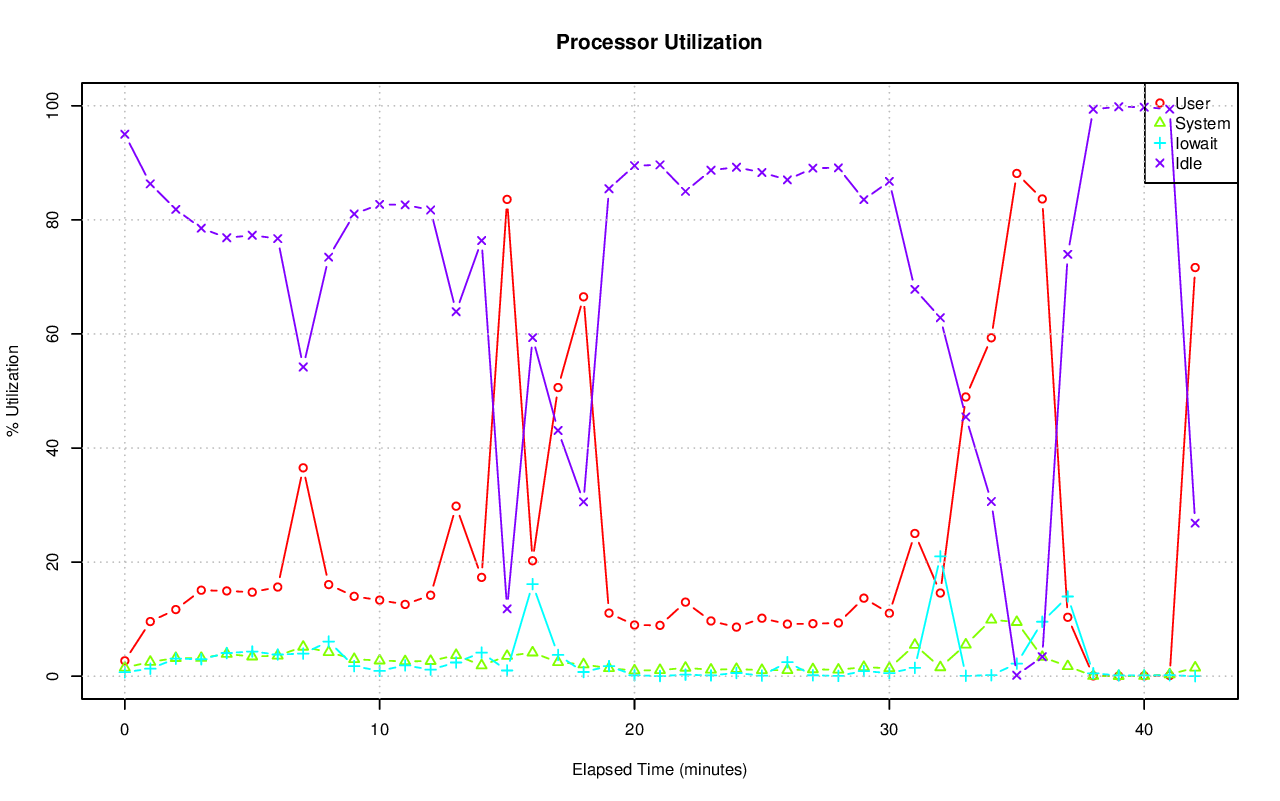 Processor Utilization
% Utilization
100
80
60
40
20
0
User
System
Iowait
Idle
0 10 20 30 40
Elapsed Time (minutes)